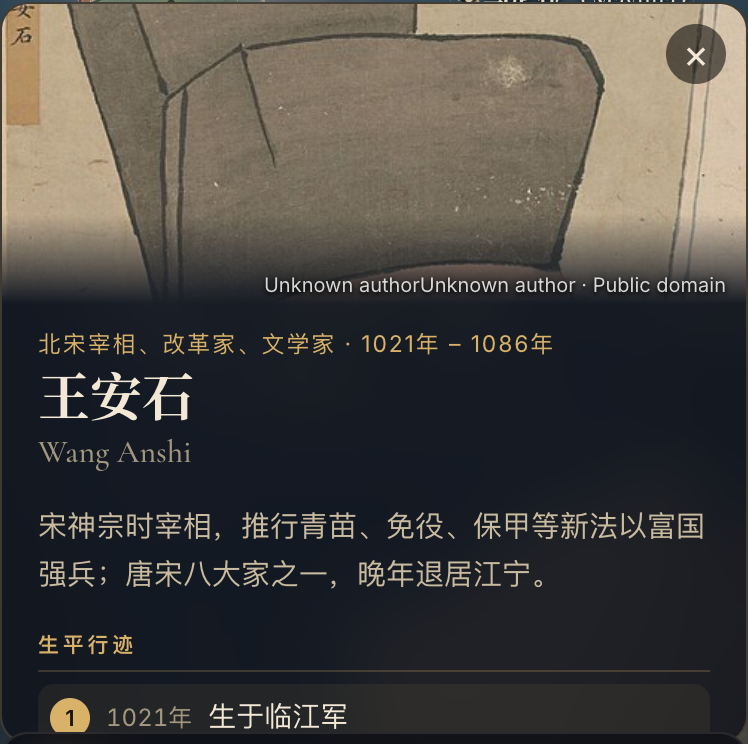 安石
×
Unknown authorUnknown author · Public domain
北宋宰相、改革家、文学家 · 1021年 – 1086年
王安石
Wang Anshi
宋神宗时宰相，推行青苗、免役、保甲等新法以富国
强兵；唐宋八大家之一，晚年退居江宁。
生平行迹
1 1021年 生于临江军